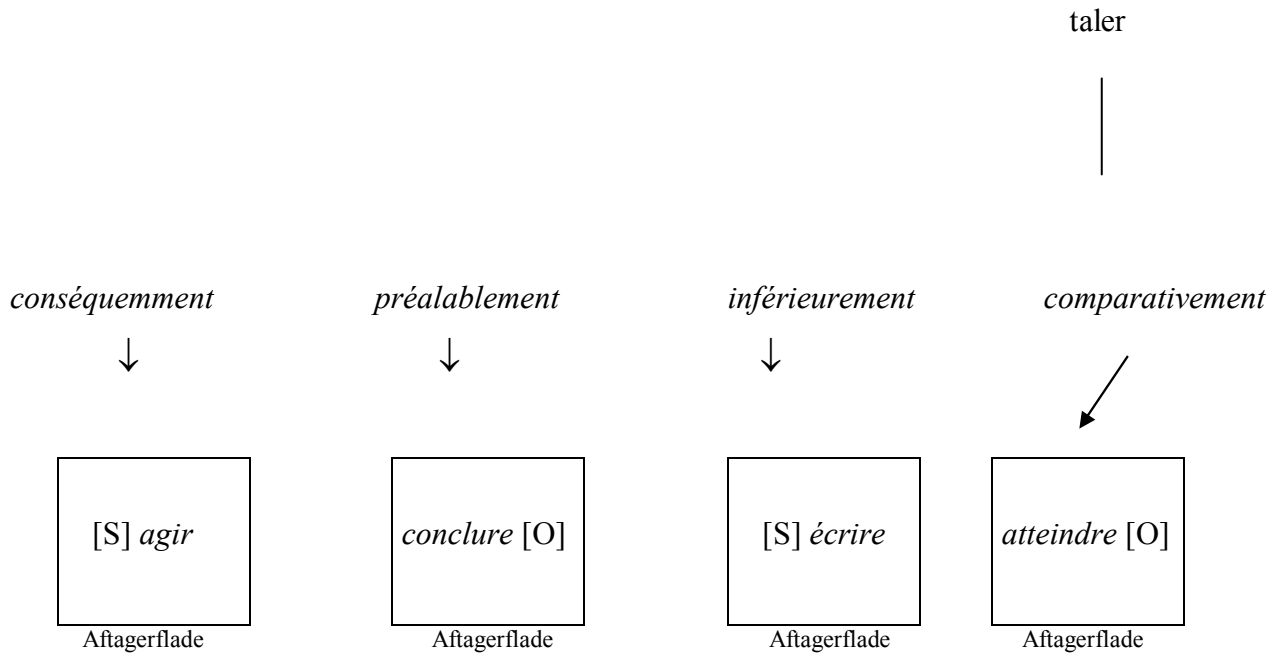 taler
conséquemment préalablement inférieurement comparativement
[S] agir conclure [O] [S] écrire atteindre [O]
Aftagerflade Aftagerflade Aftagerflade Aftagerflade